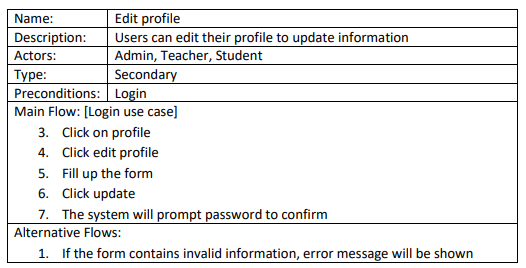 Name: Edit profile
Description: Users can edit their profile to update information
Actors: Admin, Teacher, Student
Type: Secondary
Preconditions: Login
Main Flow: [Login use case]
3. Click on profile
4. Click edit profile
5. Fill up the form
6. Click update
7. The system will prompt password to confirm
Alternative Flows:
1. If the form contains invalid information, error message will be shown